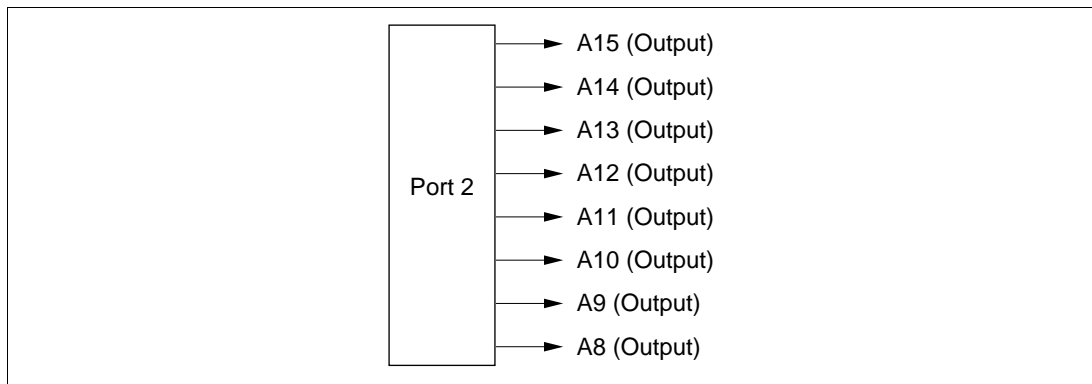 A15 (Output)
A14 (Output)
A13 (Output)
A12 (Output)
Port 2
A11 (Output)
A10 (Output)
A9 (Output)
A8 (Output)